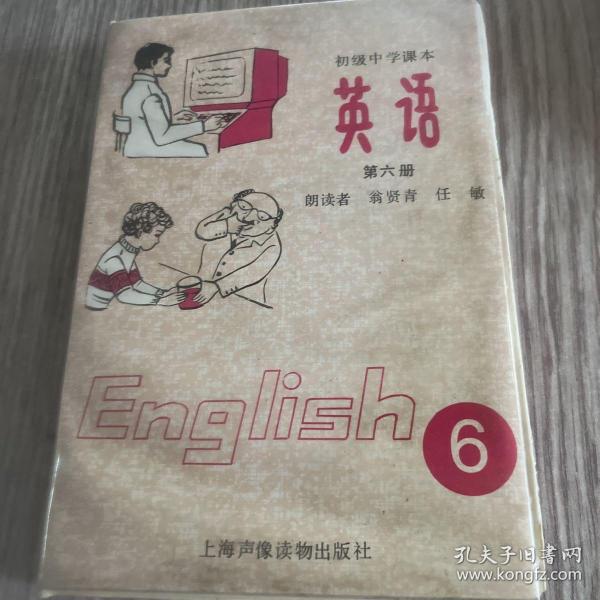 初级中学课本
英语
第六册
朗读者 翁贤青 任敏
English 6
上海声像读物出版社
孔夫子旧书网
www.kongfz.com